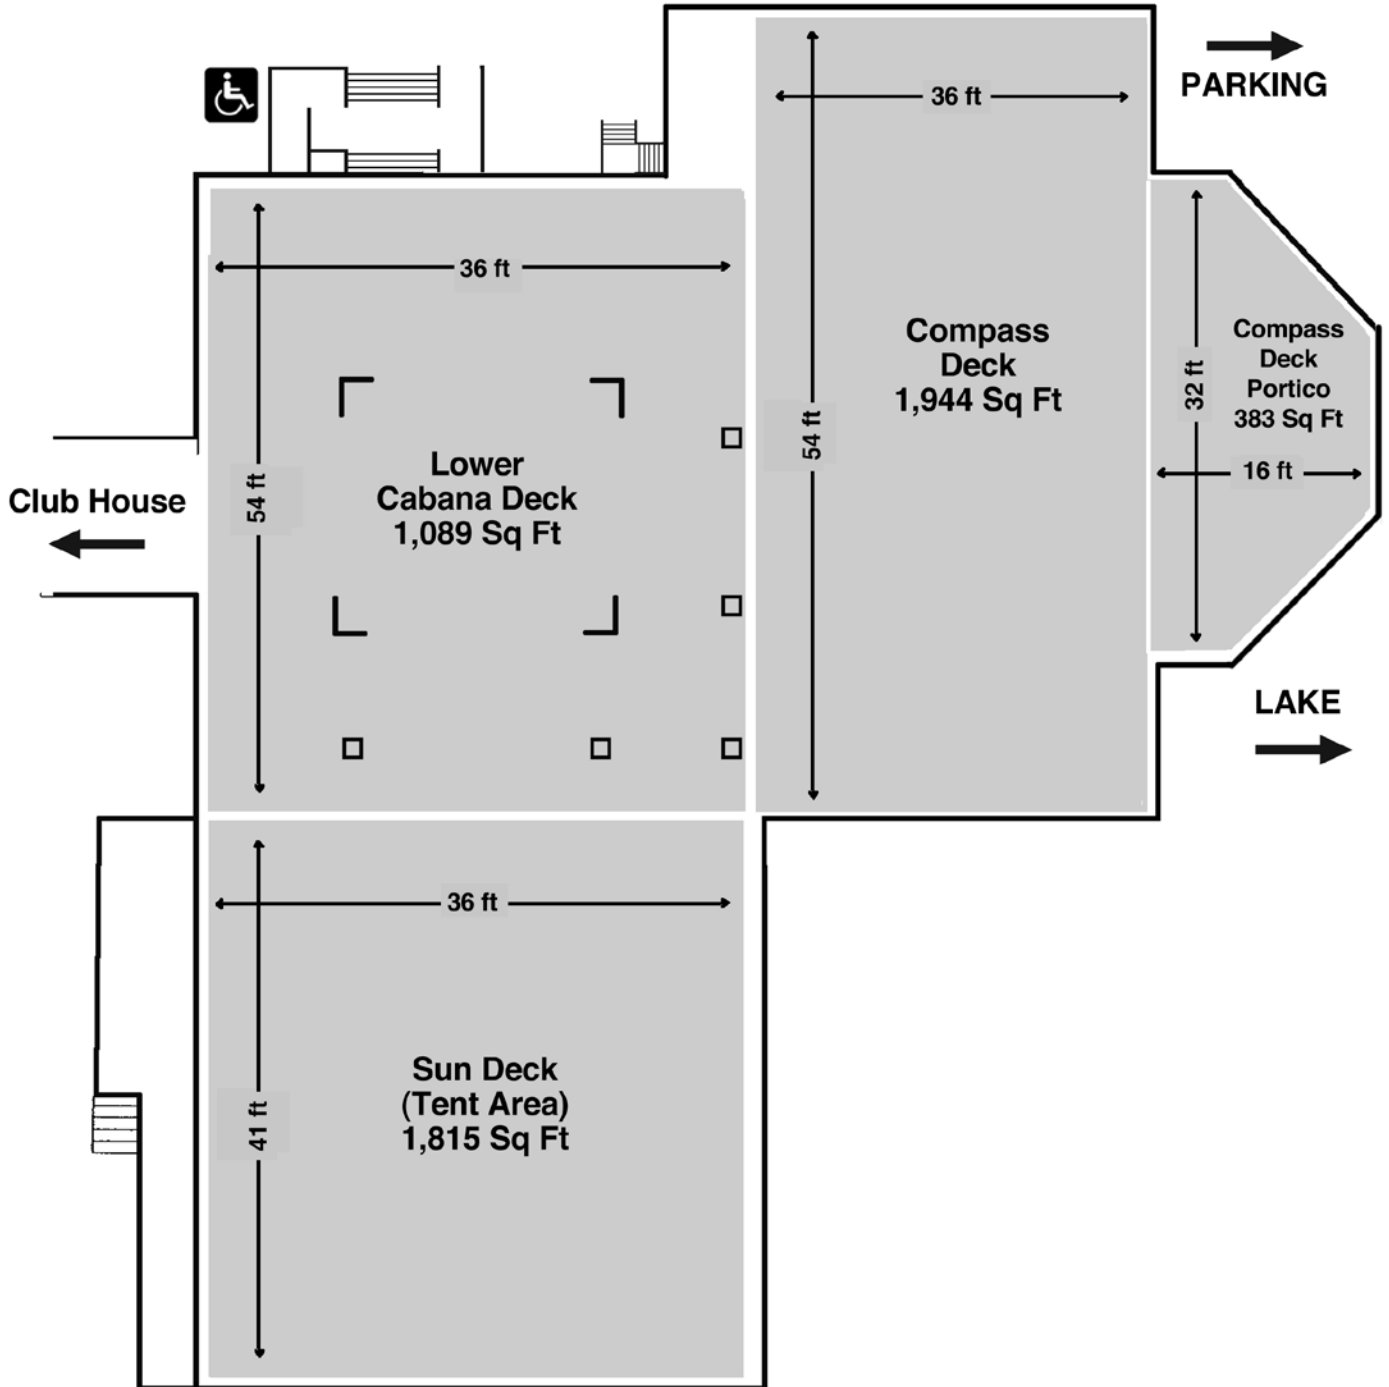 PARKING
36 ft
36 ft
54 ft
Compass
Deck
1,944 Sq Ft
54 ft
Compass
Deck
Portico
383 Sq Ft
32 ft
16 ft
Lower
Cabana Deck
1,089 Sq Ft
Club House
LAKE
36 ft
41 ft
Sun Deck
(Tent Area)
1,815 Sq Ft